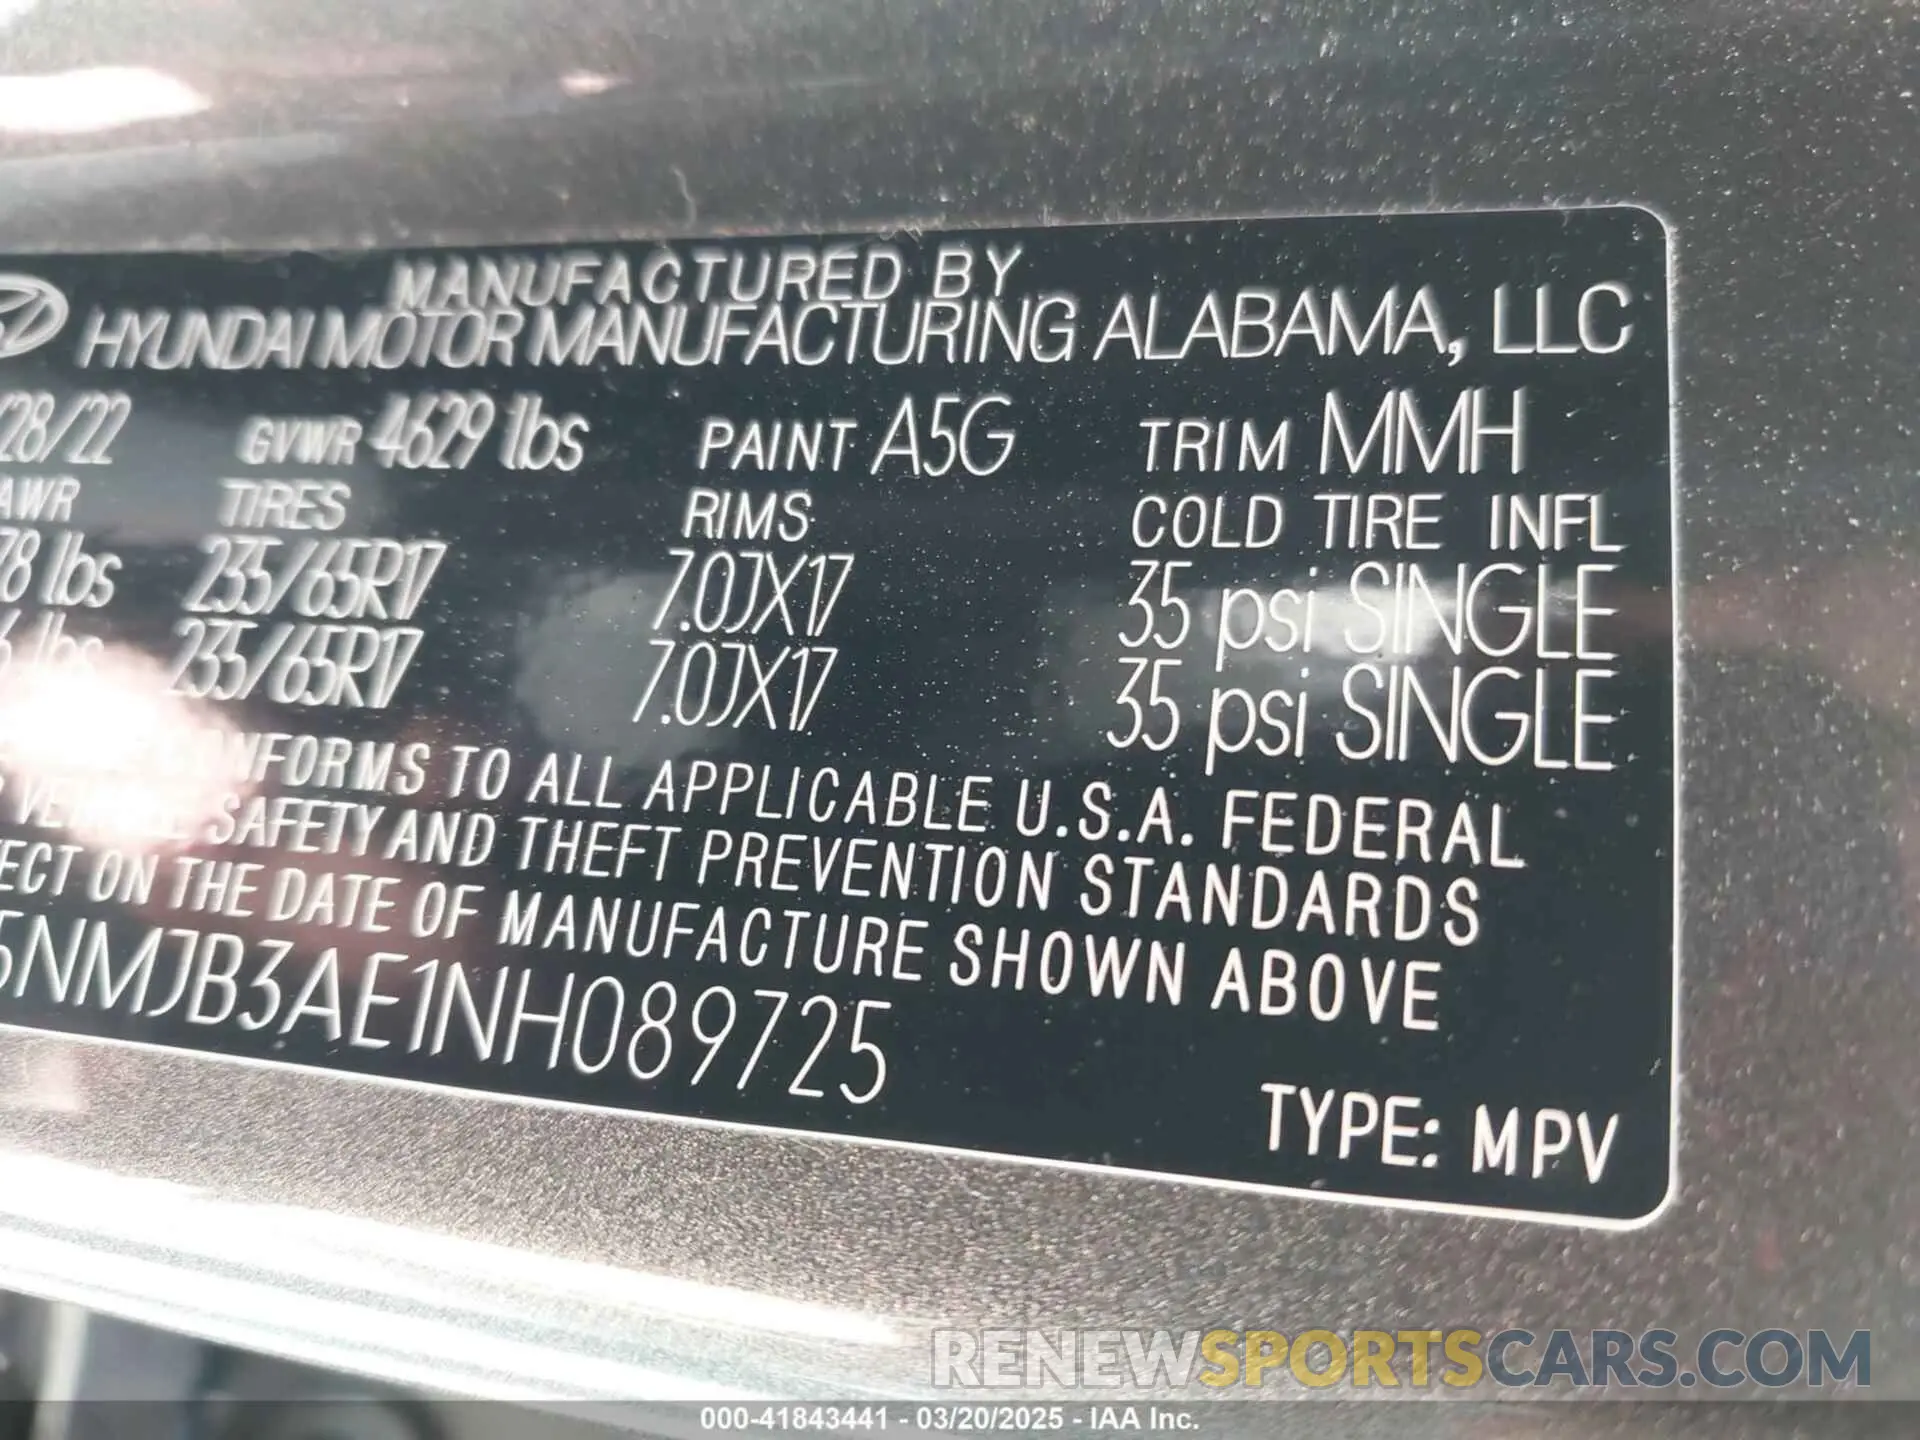 MANUFACTURED BY
HYUNDAI MOTOR MANUFACTURING ALABAMA, LLC
/28/22 GVWR 4629 lbs PAINT A5G TRIM MMH
AWR TIRES RIMS COLD TIRE INFL
78 lbs 235/65R17 7.0JX17 35 psi SINGLE
6 lbs 235/65R17 7.0JX17 35 psi SINGLE
NFORMS TO ALL APPLICABLE U.S.A. FEDERAL
SAFETY AND THEFT PREVENTION STANDARDS
ECT ON THE DATE OF MANUFACTURE SHOWN ABOVE
5NMJB3AE1NH089725
TYPE: MPV
RENEWSPORTSCARS.COM
000-41843441 - 03/20/2025 - IAA Inc.